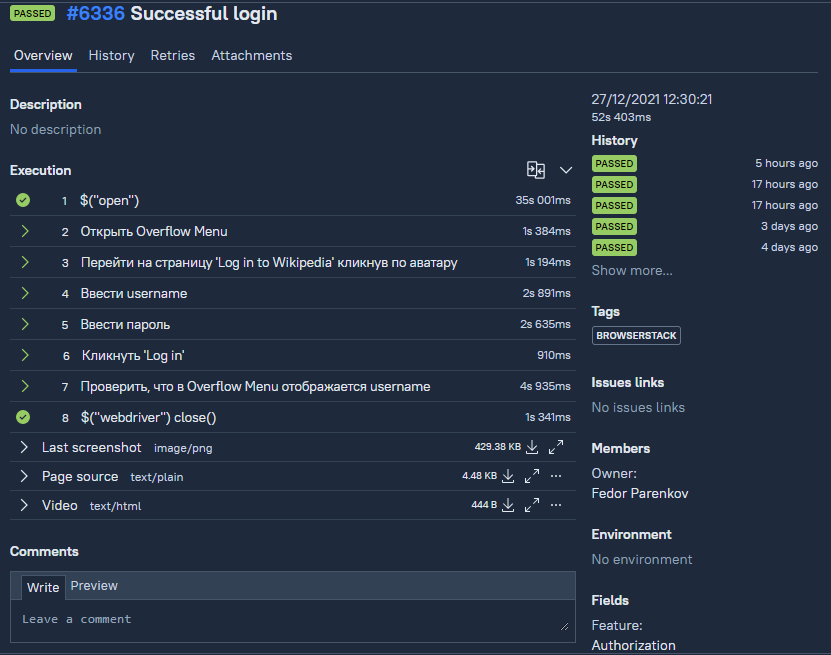 PASSED #6336 Successful login
Overview History Retries Attachments
Description
No description
Execution
1 $("open") 35s 001ms
2 Открыть Overflow Menu 1s 384ms
3 Перейти на страницу 'Log in to Wikipedia' кликнув по аватару 1s 194ms
4 Ввести username 2s 891ms
5 Ввести пароль 2s 635ms
6 Кликнуть 'Log in' 910ms
7 Проверить, что в Overflow Menu отображается username 4s 935ms
8 $("webdriver") close() 1s 341ms
Last screenshot image/png 429.38 KB
Page source text/plain 4.48 KB
Video text/html 444 B
Comments
Write Preview
Leave a comment
27/12/2021 12:30:21
52s 403ms
History
PASSED 5 hours ago
PASSED 17 hours ago
PASSED 17 hours ago
PASSED 3 days ago
PASSED 4 days ago
Show more...
Tags
BROWSERSTACK
Issues links
No issues links
Members
Owner:
Fedor Parenkov
Environment
No environment
Fields
Feature:
Authorization